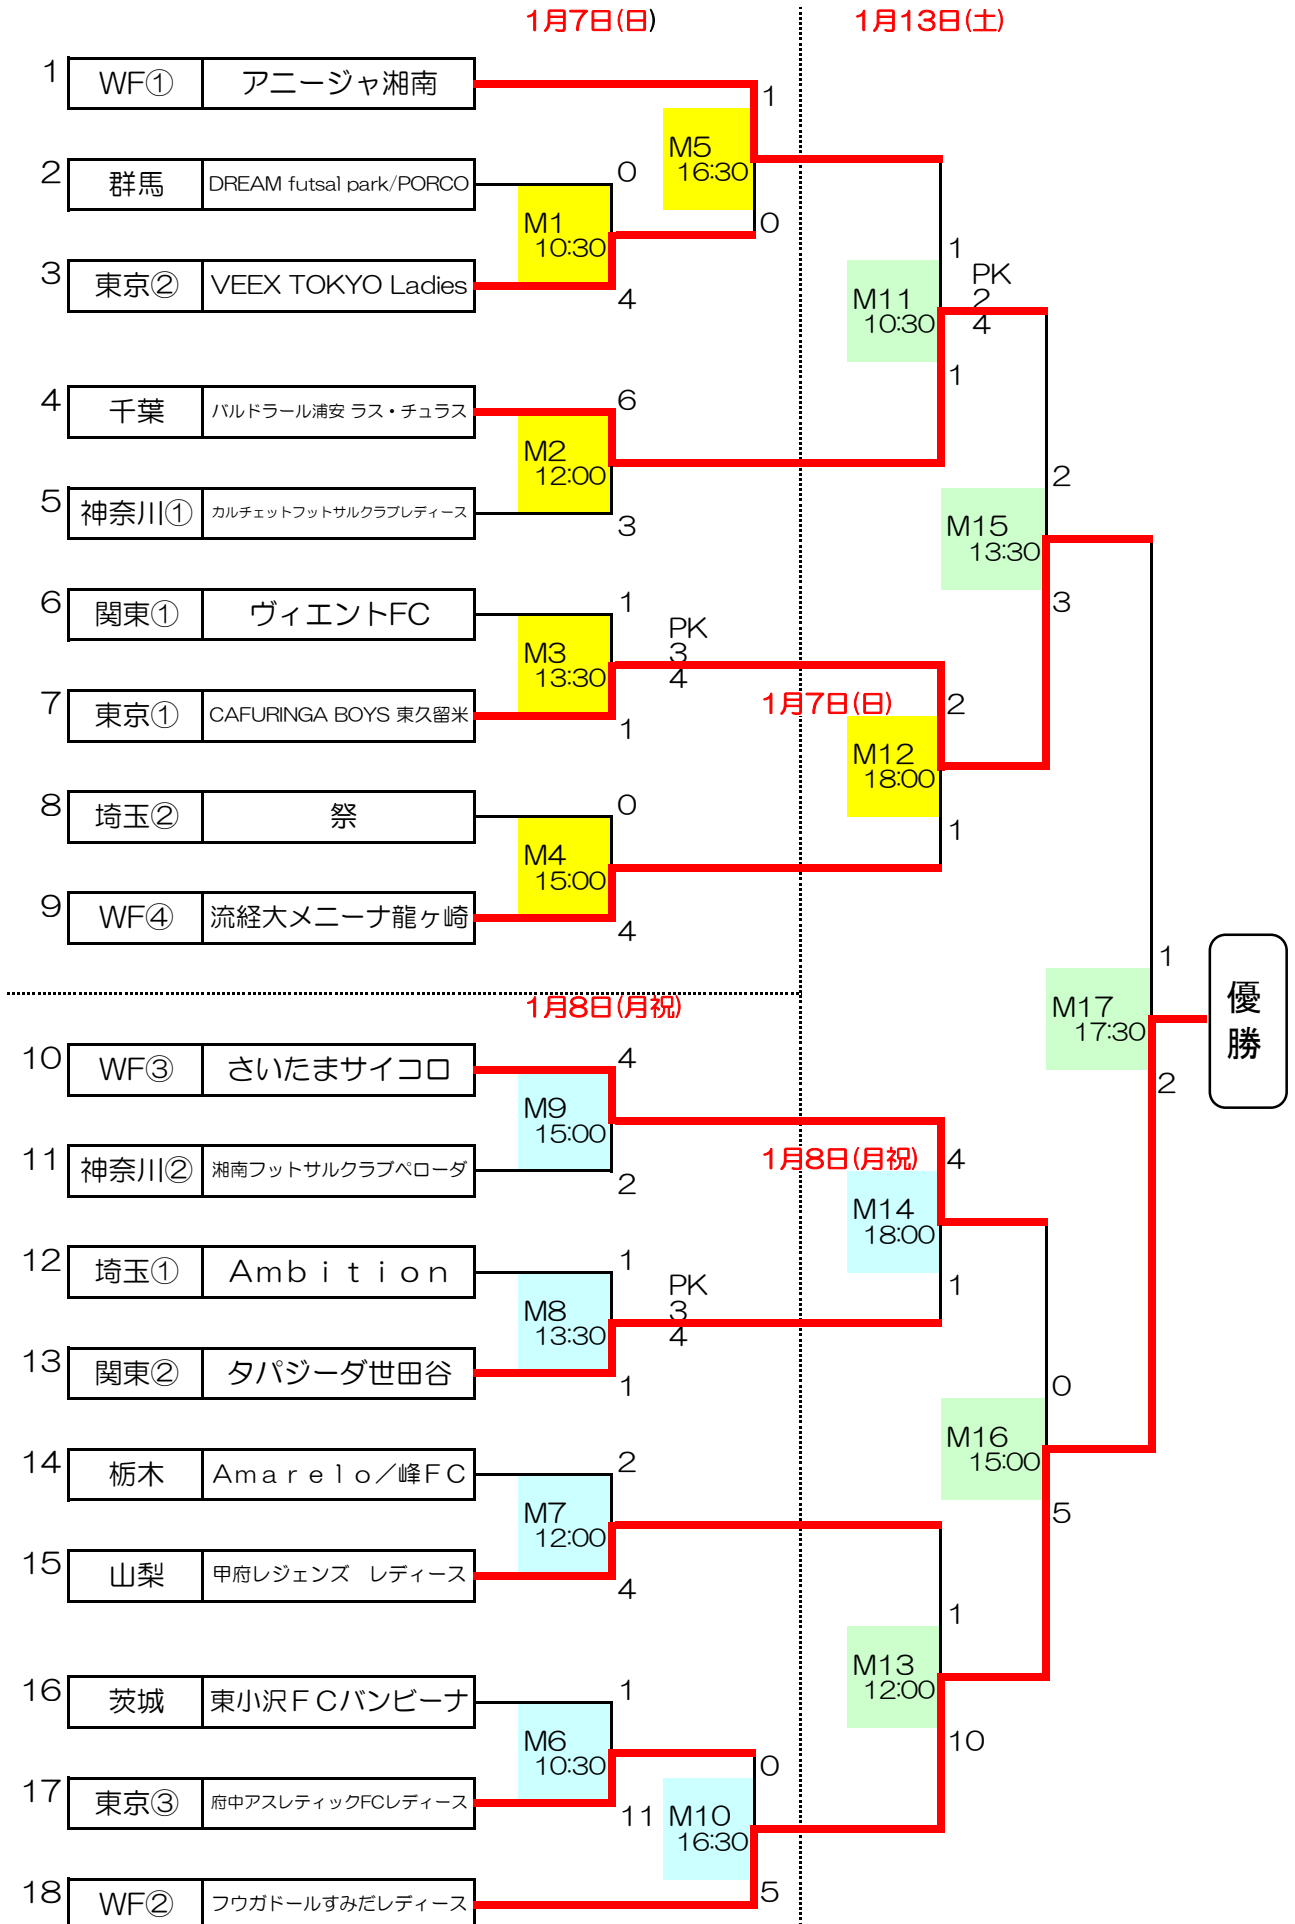 1月7日(日)
1月13日(土)
1 WF① アニージャ湘南
1
M5
16:30
2 群馬 DREAM futsal park/PORCO
0
M1
10:30
0
3 東京② VEEX TOKYO Ladies
4
1
M11
10:30
PK
2
4
1
4 千葉 バルドラール浦安 ラス・チュラス
6
M2
12:00
5 神奈川① カルチェットフットサルクラブレディース
3
2
M15
13:30
3
6 関東① ヴィエントFC
1
M3
13:30
PK
3
4
7 東京① CAFURINGA BOYS 東久留米
1
1月7日(日)
2
M12
18:00
1
8 埼玉② 祭
0
M4
15:00
9 WF④ 流経大メニーナ龍ヶ崎
4
1
M17
17:30
2
優
勝
1月8日(月祝)
10 WF③ さいたまサイコロ
4
M9
15:00
11 神奈川② 湘南フットサルクラブペローダ
2
1月8日(月祝)
4
M14
18:00
1
12 埼玉① Ambition
1
M8
13:30
PK
3
4
13 関東② タパジーダ世田谷
1
0
M16
15:00
5
14 栃木 Amarelo／峰FC
2
M7
12:00
15 山梨 甲府レジェンズ　レディース
4
1
M13
12:00
10
16 茨城 東小沢FCバンビーナ
1
M6
10:30
0
17 東京③ 府中アスレティックFCレディース
11
M10
16:30
18 WF② フウガドールすみだレディース
5